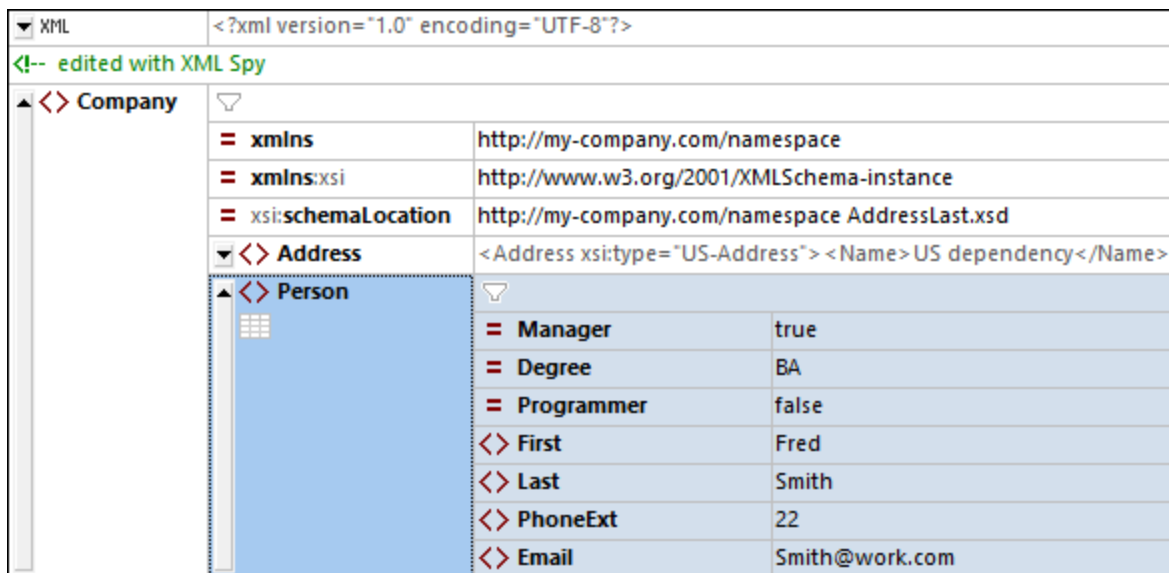 XML <?xml version="1.0" encoding="UTF-8"?>
<!-- edited with XML Spy
<> Company
= xmlns http://my-company.com/namespace
= xmlns:xsi http://www.w3.org/2001/XMLSchema-instance
= xsi:schemaLocation http://my-company.com/namespace AddressLast.xsd
<> Address <Address xsi:type="US-Address"><Name>US dependency</Name>
<> Person
= Manager true
= Degree BA
= Programmer false
<> First Fred
<> Last Smith
<> PhoneExt 22
<> Email Smith@work.com